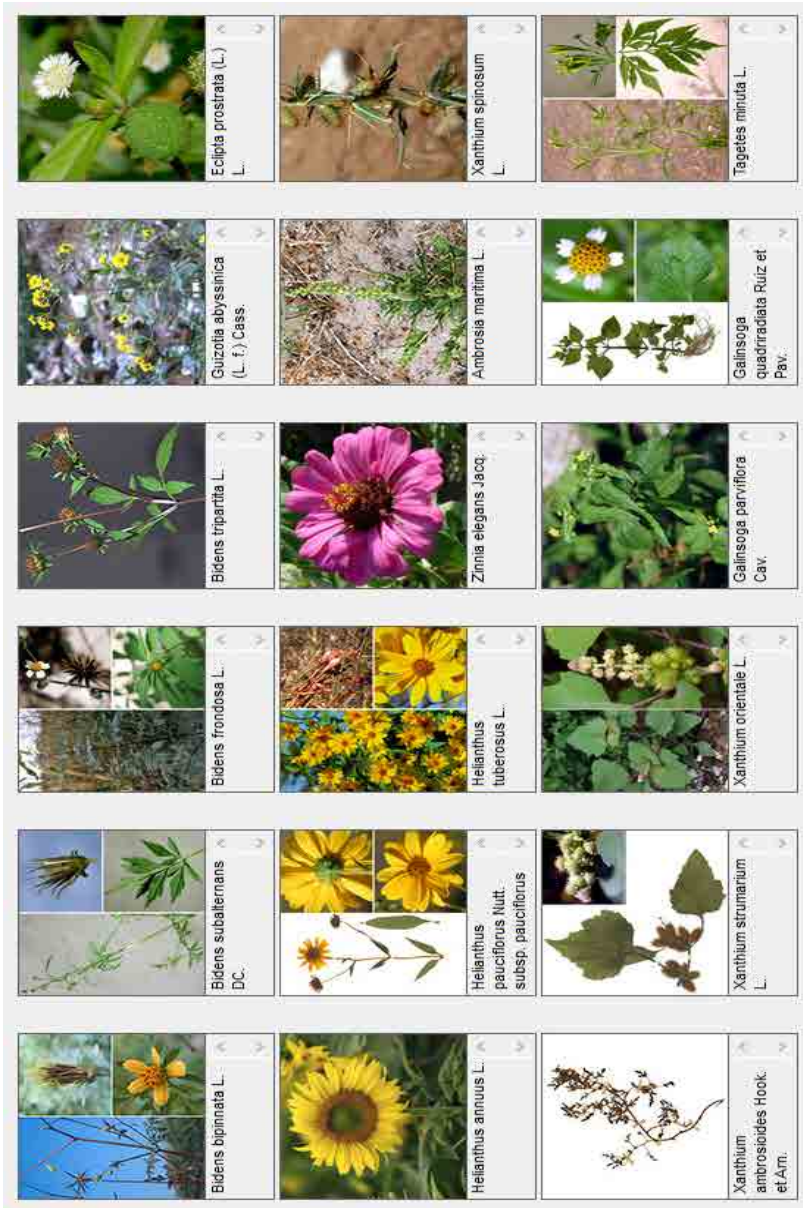 Bidens bipinnata L.
Bidens subalternans
DC.
Bidens frondosa L.
Bidens tripartita L.
Guizotia abyssinica
(L. f.) Cass.
Eclipta prostrata (L.)
L.
Helianthus annuus L.
Helianthus
pauciflorus Nutt.
subsp. pauciflorus
Helianthus
tuberosus L.
Zinnia elegans Jacq.
Ambrosia maritima L.
Xanthium spinosum
L.
Xanthium
ambrosioides Hook.
et Arn.
Xanthium strumarium
L.
Xanthium orientale L.
Galinsoga parviflora
Cav.
Galinsoga
quadriradiata Ruiz et
Pav.
Tagetes minuta L.